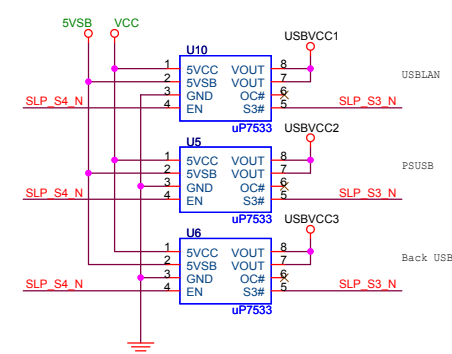 5VSB VCC
U10 USBVCC1
1 5VCC VOUT 8
2 5VSB VOUT 7
3 GND OC# 6
4 EN S3# 5
SLP_S4_N SLP_S3_N
uP7533
USBLAN
U5 USBVCC2
1 5VCC VOUT 8
2 5VSB VOUT 7
3 GND OC# 6
4 EN S3# 5
SLP_S4_N SLP_S3_N
uP7533
PSUSB
U6 USBVCC3
1 5VCC VOUT 8
2 5VSB VOUT 7
3 GND OC# 6
4 EN S3# 5
SLP_S4_N SLP_S3_N
uP7533
Back USB